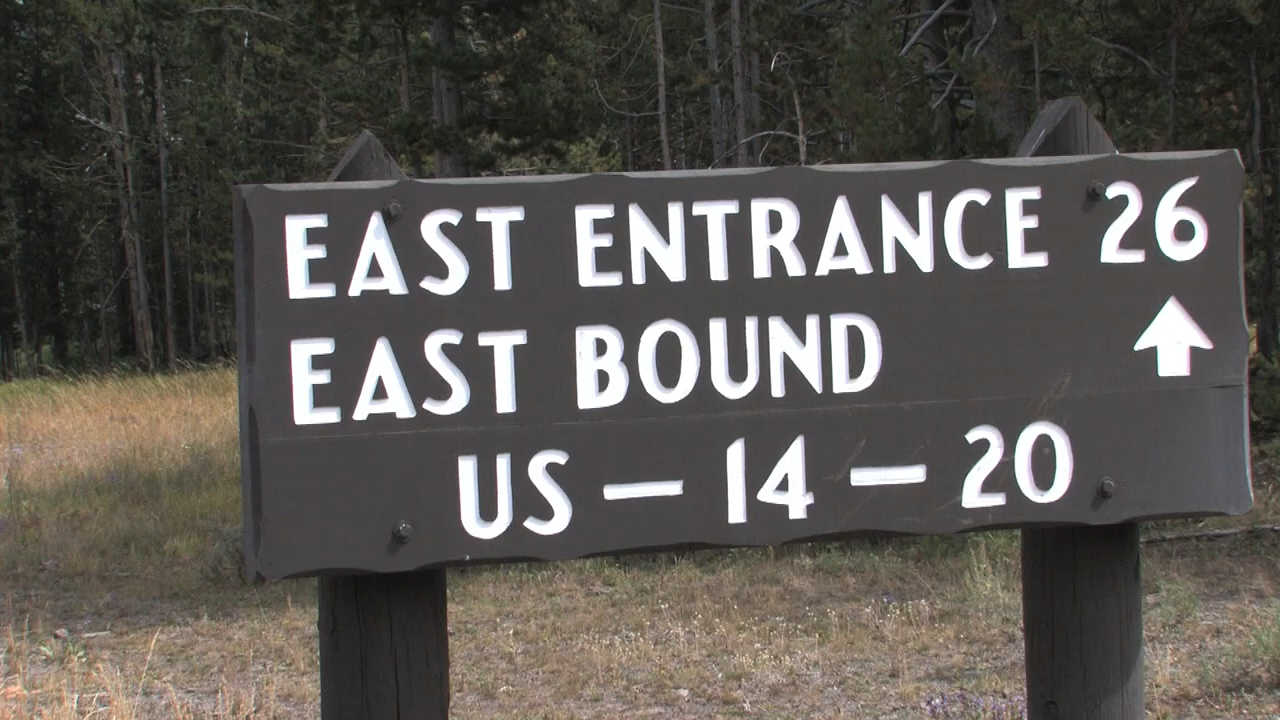 EAST ENTRANCE 26
EAST BOUND
US — 14 — 20